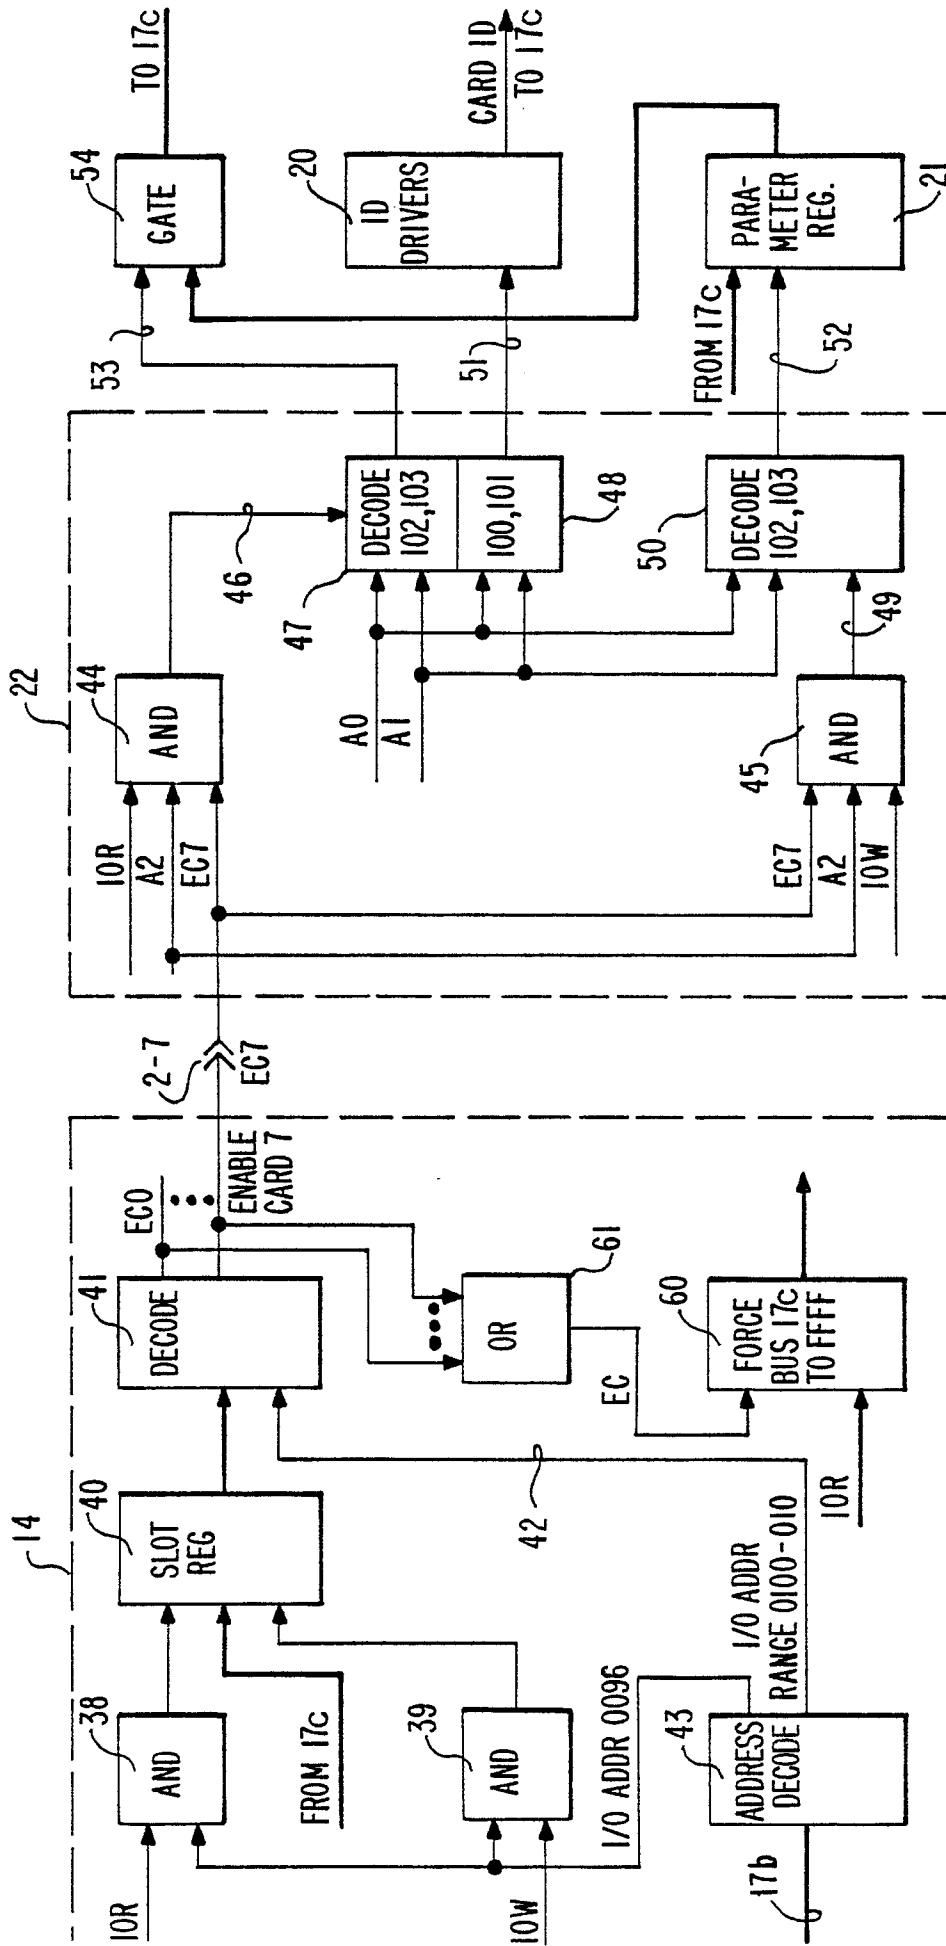 14
IOR
38
AND
40
SLOT
REG
41
DECODE
EC0
ENABLE
CARD 7
2-7
EC7
FROM 17c
39
AND
IOW
I/O ADDR 0096
42
OR
61
EC
17b
43
ADDRESS
DECODE
I/O ADDR
RANGE 0100-010
60
FORCE
BUS 17c
TO FFFF
IOR
22
IOR
A2
EC7
44
AND
46
A0
A1
47
DECODE
102,103
100,101
48
EC7
A2
IOW
45
AND
49
50
DECODE
102,103
53
54
GATE
TO 17c
51
20
ID
DRIVERS
CARD ID
TO 17c
FROM 17c
52
PARA-
METER
REG.
21